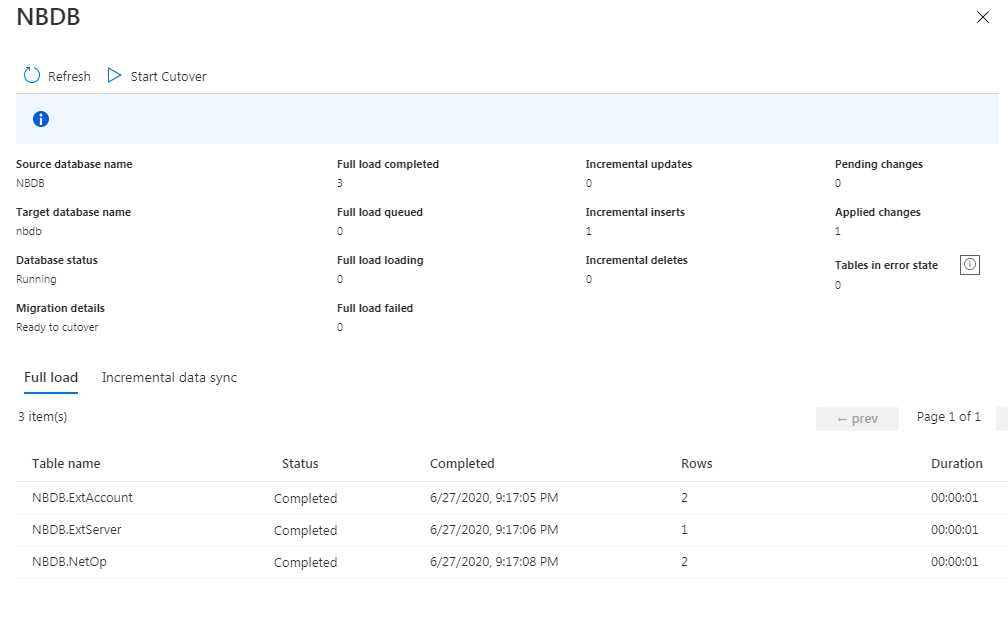 NBDB
Refresh Start Cutover
Source database name Full load completed Incremental updates Pending changes
NBDB 3 0 0
Target database name Full load queued Incremental inserts Applied changes
nbdb 0 1 1
Database status Full load loading Incremental deletes Tables in error state
Running 0 0 0
Migration details Full load failed
Ready to cutover 0
Full load Incremental data sync
3 item(s) ← prev Page 1 of 1
Table name Status Completed Rows Duration
NBDB.ExtAccount Completed 6/27/2020, 9:17:05 PM 2 00:00:01
NBDB.ExtServer Completed 6/27/2020, 9:17:06 PM 1 00:00:01
NBDB.NetOp Completed 6/27/2020, 9:17:08 PM 2 00:00:01